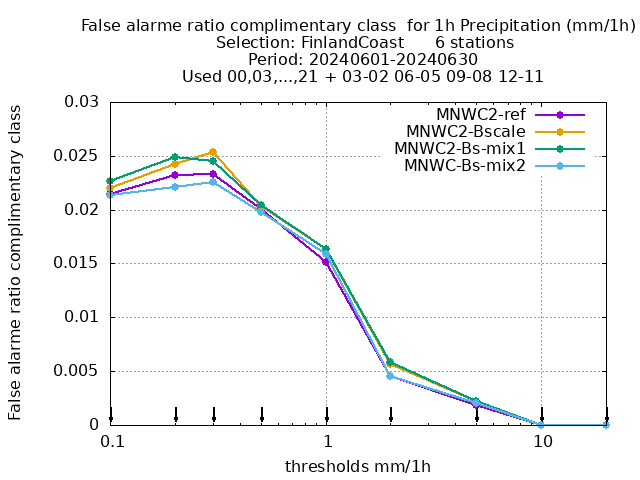 False alarme ratio complimentary class  for 1h Precipitation (mm/1h)
Selection: FinlandCoast      6 stations
Period: 20240601-20240630
Used 00,03,...,21 + 03-02 06-05 09-08 12-11
MNWC2-ref
MNWC2-Bscale
MNWC2-Bs-mix1
MNWC-Bs-mix2
False alarme ratio complimentary class
0.03
0.025
0.02
0.015
0.01
0.005
0
0.1 1 10
thresholds mm/1h